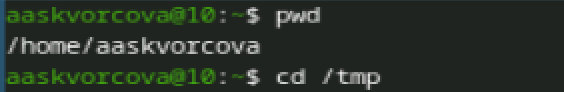 aaskvorcova@10:~$ pwd
/home/aaskvorcova
aaskvorcova@10:~$ cd /tmp